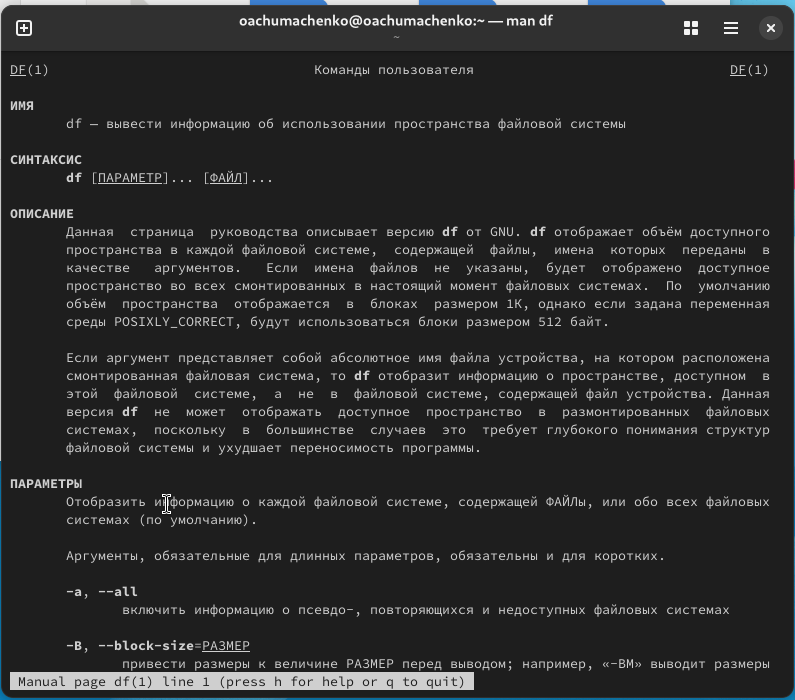 oachumachenko@oachumachenko:~ — man df
~
DF(1) Команды пользователя DF(1)
ИМЯ
df – вывести информацию об использовании пространства файловой системы
СИНТАКСИС
df [ПАРАМЕТР]... [ФАЙЛ]...
ОПИСАНИЕ
Данная страница руководства описывает версию df от GNU. df отображает объём доступного
пространства в каждой файловой системе, содержащей файлы, имена которых переданы в
качестве аргументов. Если имена файлов не указаны, будет отображено доступное
пространство во всех смонтированных в настоящий момент файловых системах. По умолчанию
объём пространства отображается в блоках размером 1K, однако если задана переменная
среды POSIXLY_CORRECT, будут использоваться блоки размером 512 байт.
Если аргумент представляет собой абсолютное имя файла устройства, на котором расположена
смонтированная файловая система, то df отобразит информацию о пространстве, доступном в
этой файловой системе, а не в файловой системе, содержащей файл устройства. Данная
версия df не может отображать доступное пространство в размонтированных файловых
системах, поскольку в большинстве случаев это требует глубокого понимания структур
файловой системы и ухудшает переносимость программы.
ПАРАМЕТРЫ
Отобразить информацию о каждой файловой системе, содержащей ФАЙЛы, или обо всех файловых
системах (по умолчанию).
Аргументы, обязательные для длинных параметров, обязательны и для коротких.
-a, --all
включить информацию о псевдо-, повторяющихся и недоступных файловых системах
-B, --block-size=РАЗМЕР
привести размеры к величине РАЗМЕР перед выводом; например, «-BM» выводит размеры
Manual page df(1) line 1 (press h for help or q to quit)